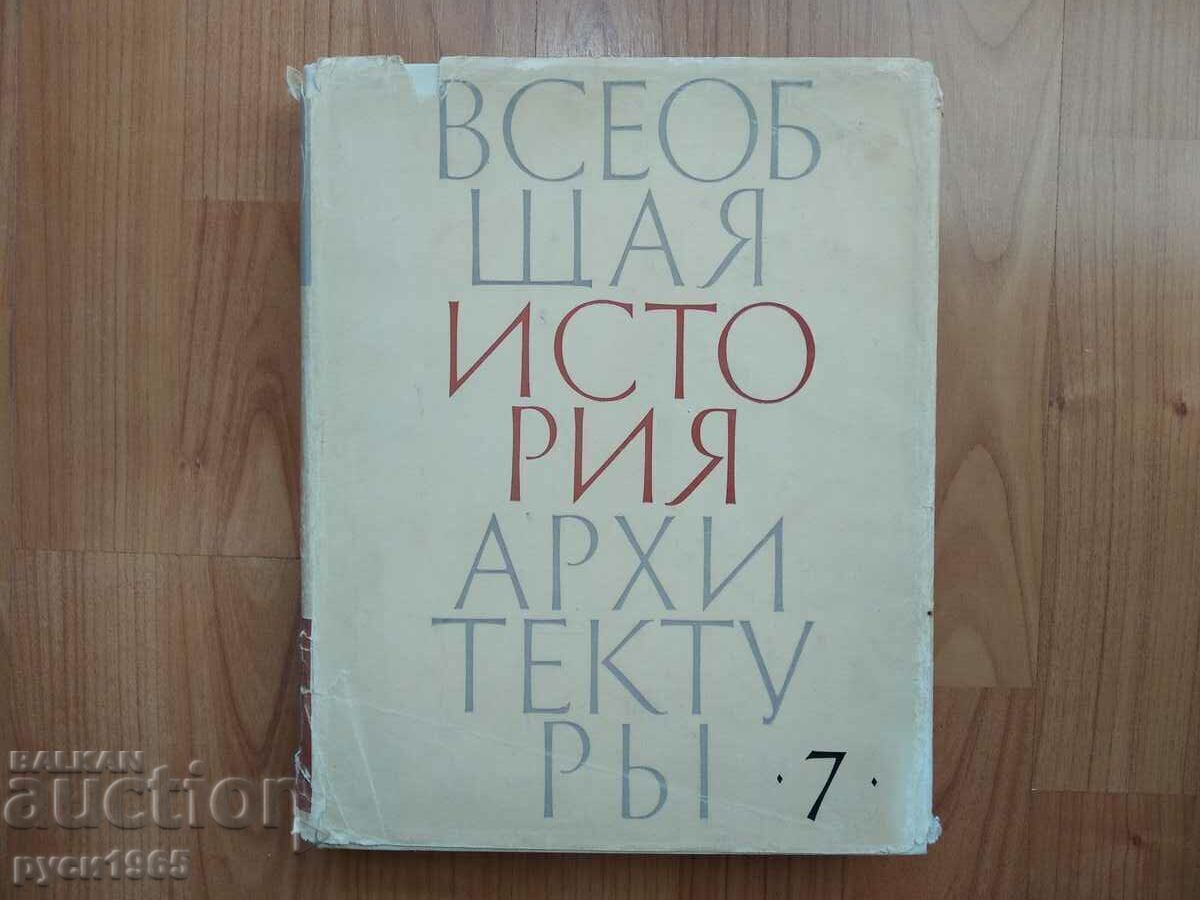 ВСЕОБ
ЩАЯ
ИСТО
РИЯ
АРХИ
ТЕКТУ
РЫ
· 7 ·
BALKAN
auction
руси1965